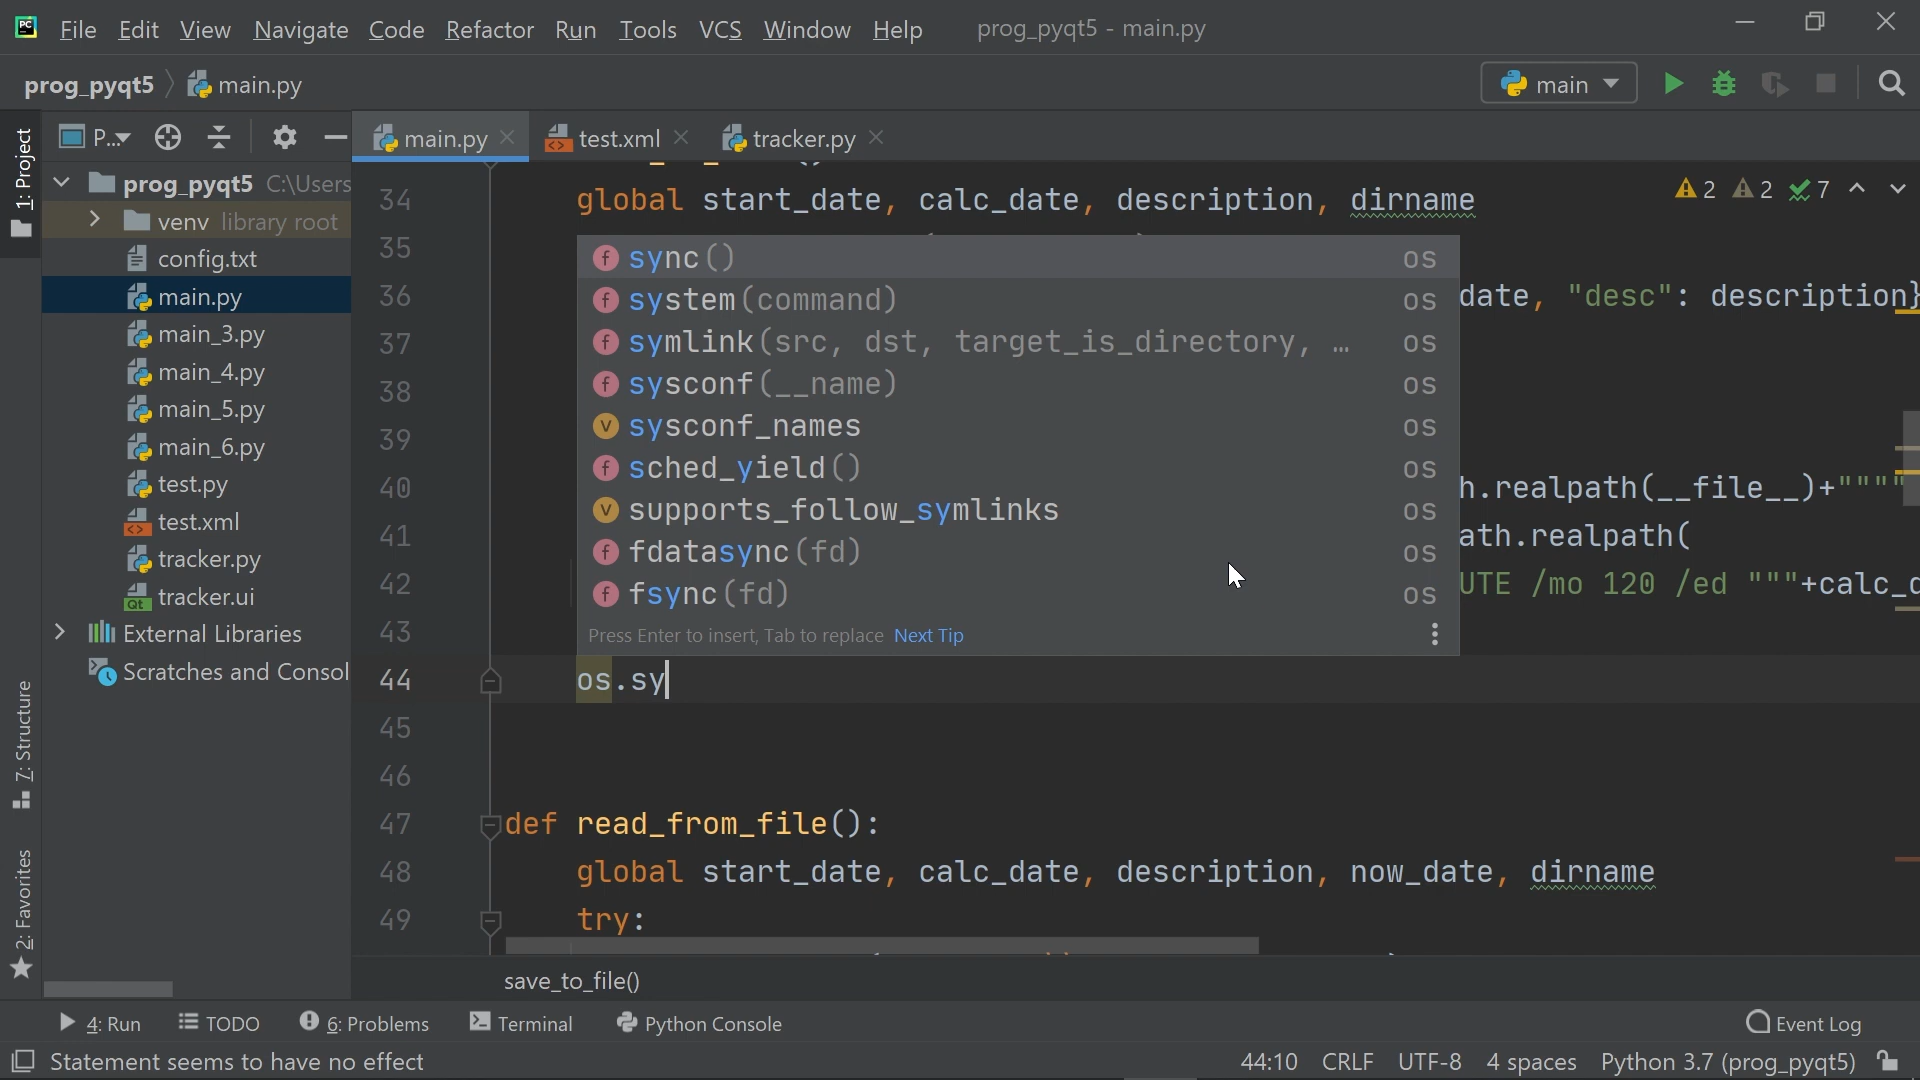 PC File Edit View Navigate Code Refactor Run Tools VCS Window Help prog_pyqt5 - main.py
prog_pyqt5 main.py main
1: Project
P... main.py test.xml tracker.py
prog_pyqt5 C:\Users
venv library root
config.txt
main.py
main_3.py
main_4.py
main_5.py
main_6.py
test.py
test.xml
tracker.py
tracker.ui
External Libraries
Scratches and Consol
7: Structure
2: Favorites
2 2 7
34 global start_date, calc_date, description, dirname
35
36 date, "desc": description}
37
38
39
40 h.realpath(__file__)+""""
41 ath.realpath(
42 UTE /mo 120 /ed """+calc_d
43
sync() os
system(command) os
symlink(src, dst, target_is_directory, … os
sysconf(__name) os
sysconf_names os
sched_yield() os
supports_follow_symlinks os
fdatasync(fd) os
fsync(fd) os
Press Enter to insert, Tab to replace Next Tip
44 os.sy
45
46
47 def read_from_file():
48 global start_date, calc_date, description, now_date, dirname
49 try:
save_to_file()
4: Run TODO 6: Problems Terminal Python Console Event Log
Statement seems to have no effect 44:10 CRLF UTF-8 4 spaces Python 3.7 (prog_pyqt5)